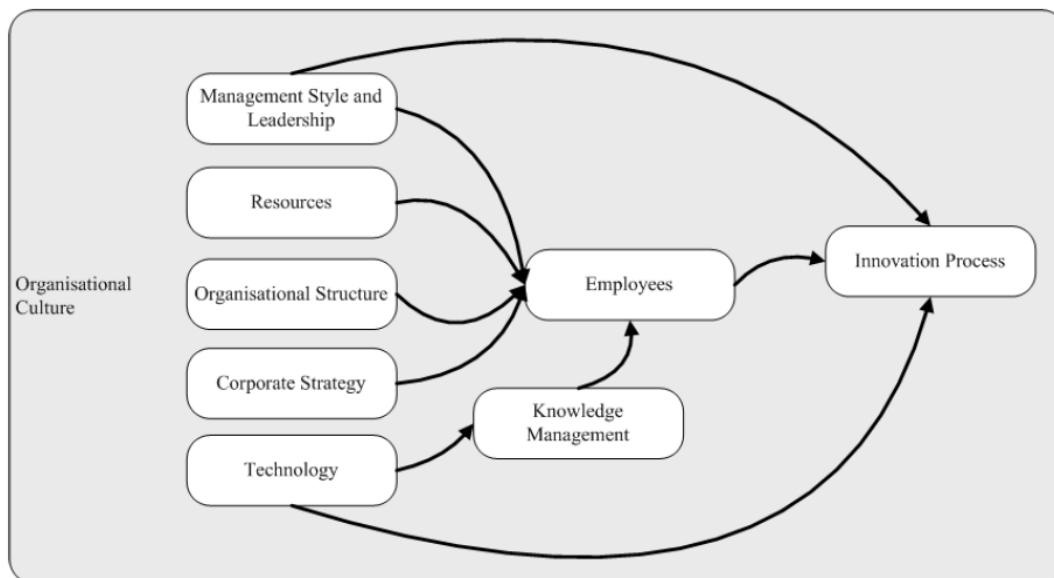 Management Style and
Leadership
Resources
Organisational Structure
Corporate Strategy
Technology
Organisational
Culture
Employees
Knowledge
Management
Innovation Process